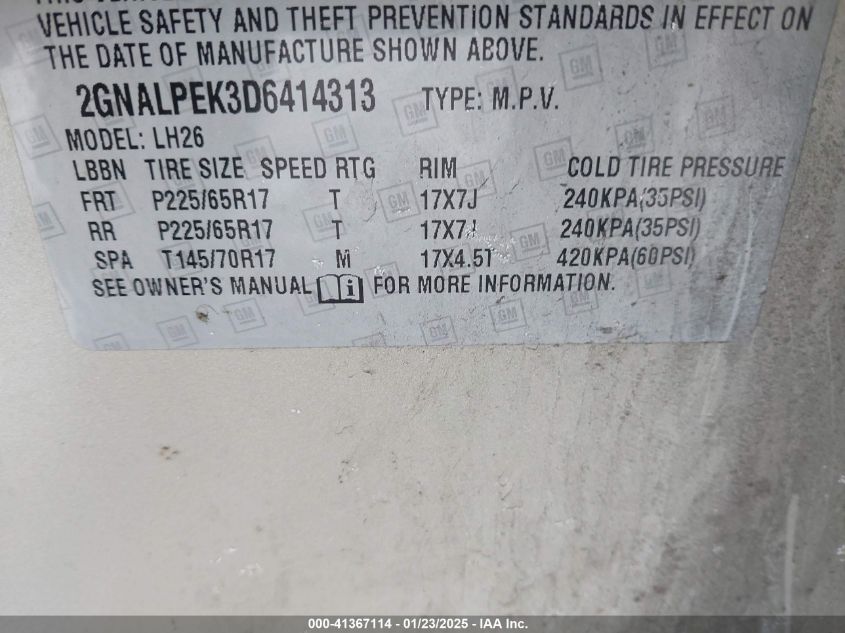 VEHICLE SAFETY AND THEFT PREVENTION STANDARDS IN EFFECT ON
THE DATE OF MANUFACTURE SHOWN ABOVE.
2GNALPEK3D6414313 TYPE: M.P.V.
MODEL: LH26
LBBN TIRE SIZE SPEED RTG RIM COLD TIRE PRESSURE
FRT P225/65R17 T 17X7J 240KPA(35PSI)
RR P225/65R17 T 17X7J 240KPA(35PSI)
SPA T145/70R17 M 17X4.5T 420KPA(60PSI)
SEE OWNER'S MANUAL FOR MORE INFORMATION.
000-41367114 - 01/23/2025 - IAA Inc.